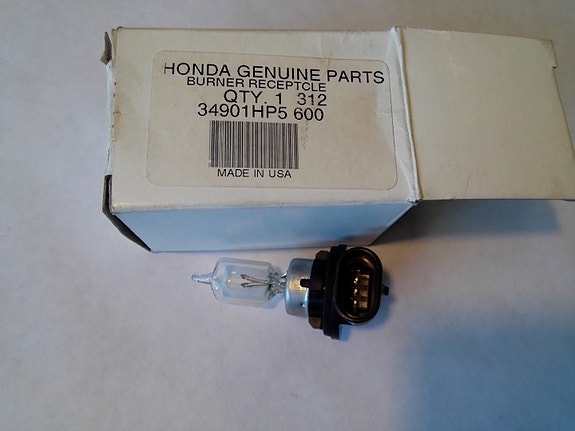 HONDA GENUINE PARTS
BURNER RECEPTCLE
QTY. 1 312
34901HP5 600
MADE IN USA